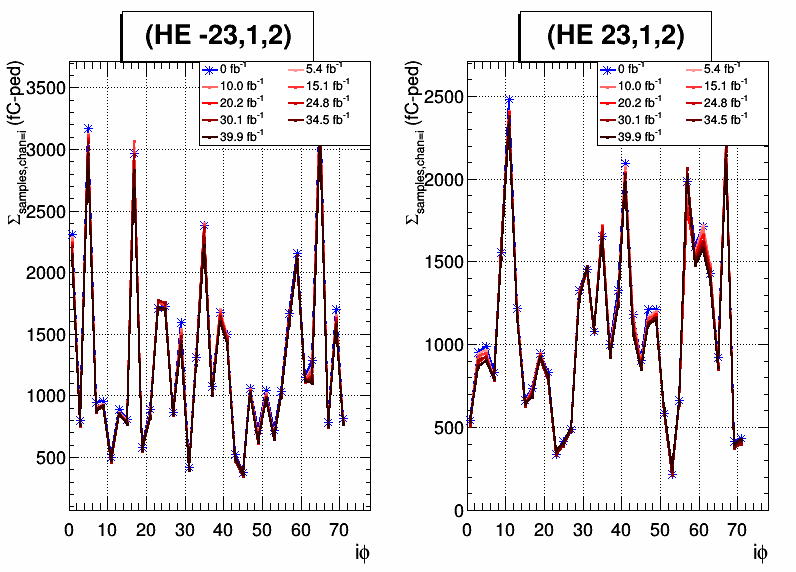 (HE -23,1,2)
Σsamples,chan=i (fC-ped)
0 fb-1 5.4 fb-1
10.0 fb-1 15.1 fb-1
20.2 fb-1 24.8 fb-1
30.1 fb-1 34.5 fb-1
39.9 fb-1
3500
3000
2500
2000
1500
1000
500
0 10 20 30 40 50 60 70
iϕ
(HE 23,1,2)
Σsamples,chan=i (fC-ped)
0 fb-1 5.4 fb-1
10.0 fb-1 15.1 fb-1
20.2 fb-1 24.8 fb-1
30.1 fb-1 34.5 fb-1
39.9 fb-1
2500
2000
1500
1000
500
0
0 10 20 30 40 50 60 70
iϕ